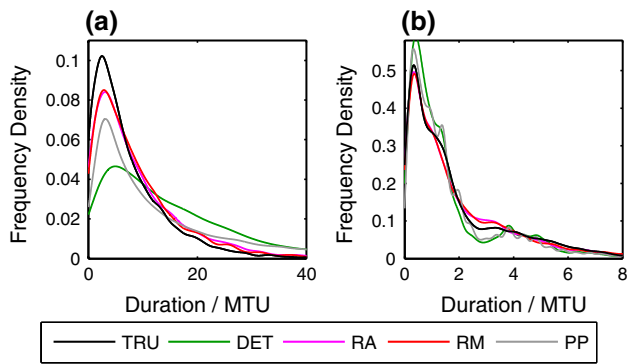 (a)
(b)
Frequency Density
0.1
0.08
0.06
0.04
0.02
0
0
20
40
Duration / MTU
Frequency Density
0.5
0.4
0.3
0.2
0.1
0
0
2
4
6
8
Duration / MTU
TRU DET RA RM PP